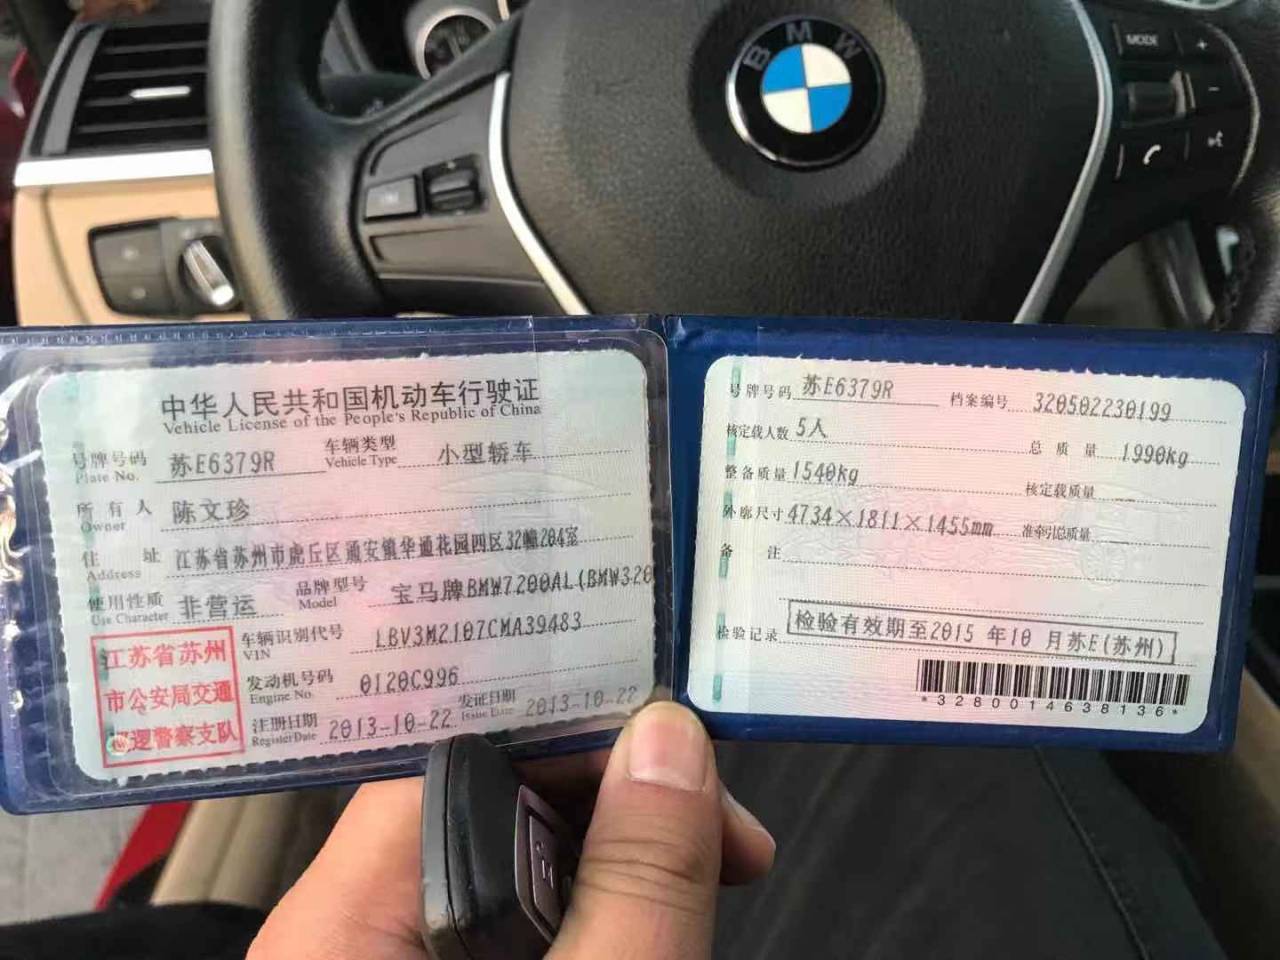 BMW
MODE
中华人民共和国机动车行驶证
Vehicle License of the People's Republic of China
号牌号码 苏E6379R 车辆类型 小型轿车
Plate No. Vehicle Type
所有人 陈文珍
Owner
住址 江苏省苏州市虎丘区通安镇华通花园四区32幢204室
Address
使用性质 非营运 品牌型号 宝马牌BMW7200AL(BMW320
Use Character Model
江苏省苏州
市公安局交通
巡逻警察支队
车辆识别代号 LBV3M2107CMA39483
VIN
发动机号码 0120C996
Engine No.
注册日期 2013-10-22 发证日期 2013-10-22
Register Date Issue Date
号牌号码 苏E6379R 档案编号 320502230199
核定载人数 5人 总质量 1990kg
整备质量 1540kg 核定载质量 --
外廓尺寸 4734×1811×1455mm 准牵引总质量 --
备注
检验记录 检验有效期至2015年10月苏E(苏州)
*3280014638136*